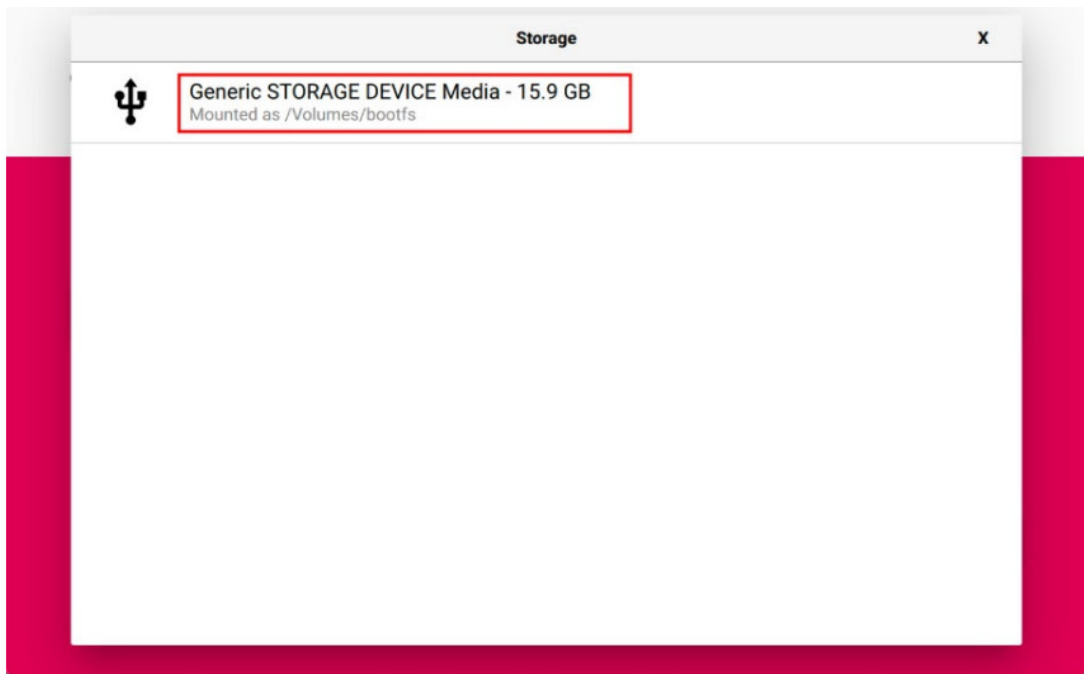 Storage
X
Generic STORAGE DEVICE Media - 15.9 GB
Mounted as /Volumes/bootfs